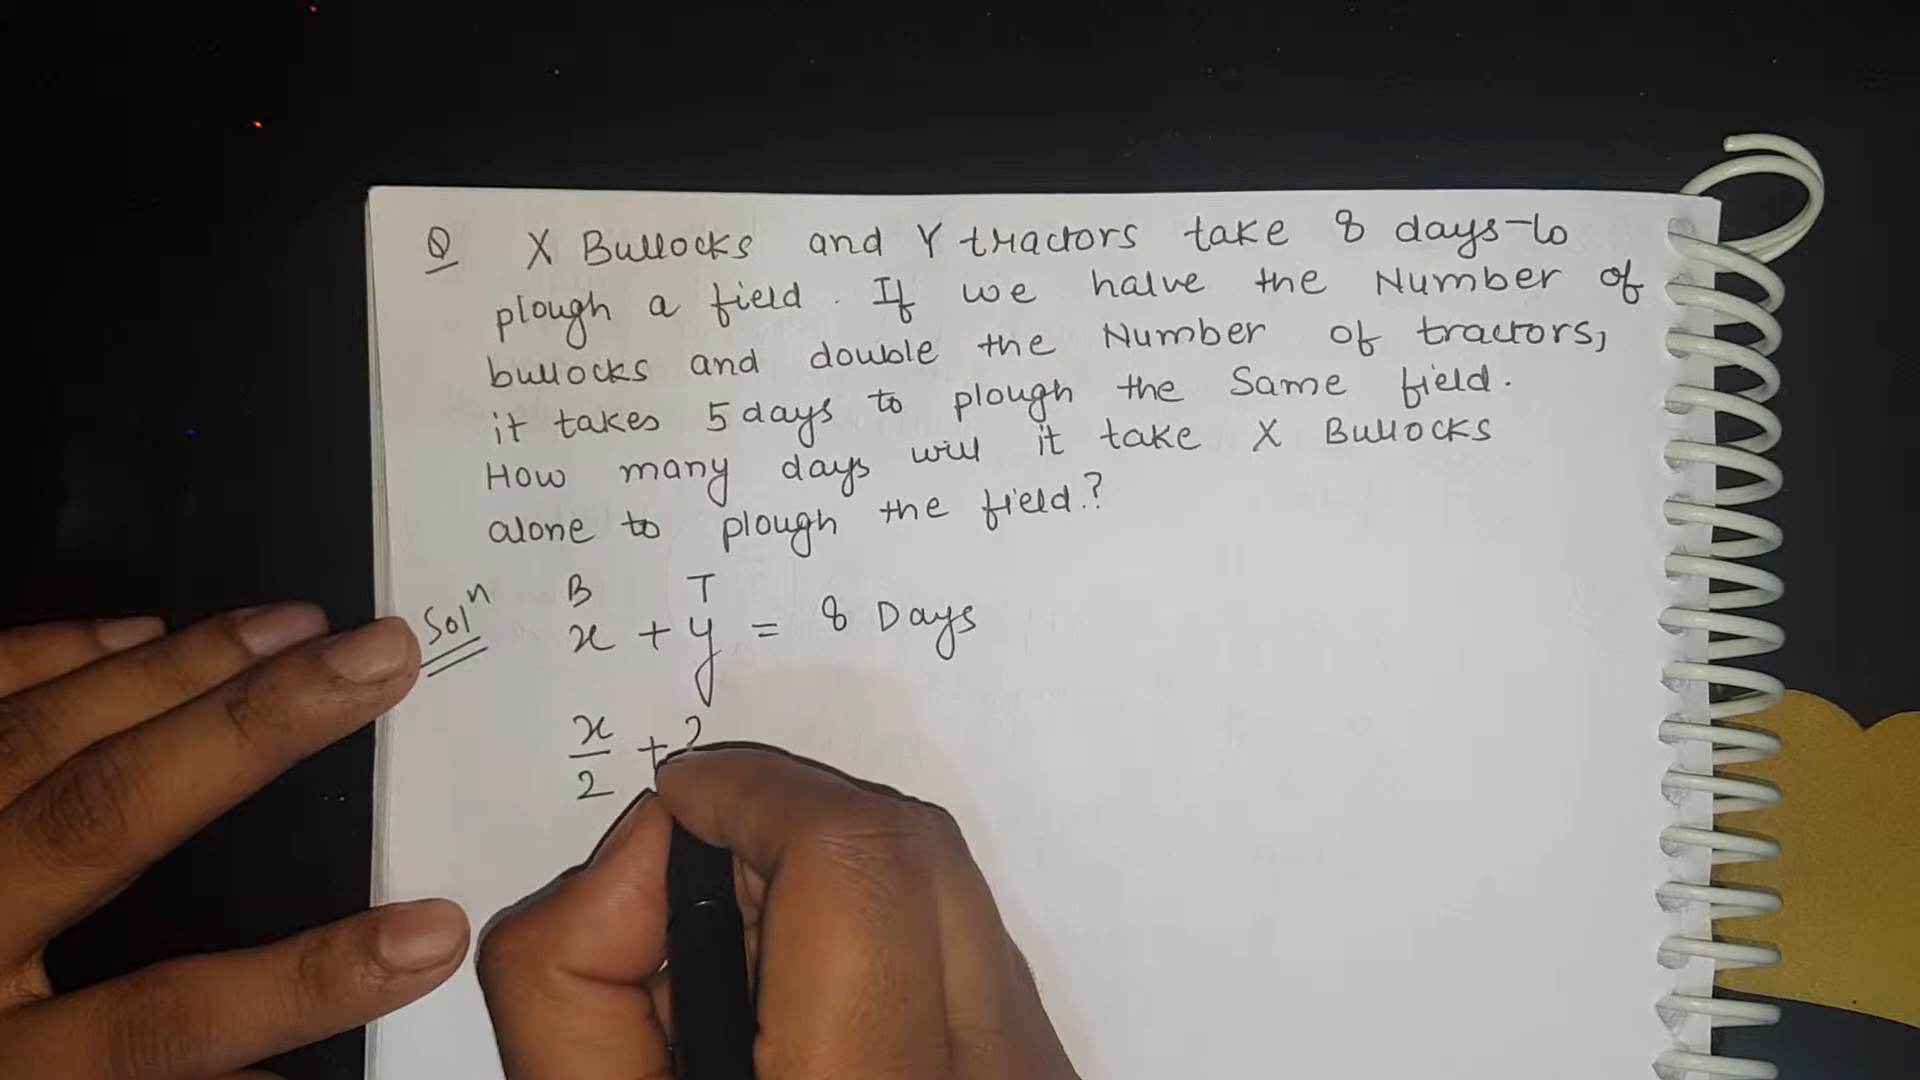 Q X Bullocks and Y tractors take 8 days to
plough a field. If we halve the Number of
bullocks and double the Number of tractors,
it takes 5 days to plough the Same field.
How many days will it take X Bullocks
alone to plough the field.?
B T
Solⁿ x + y = 8 Days
x/2 + 2